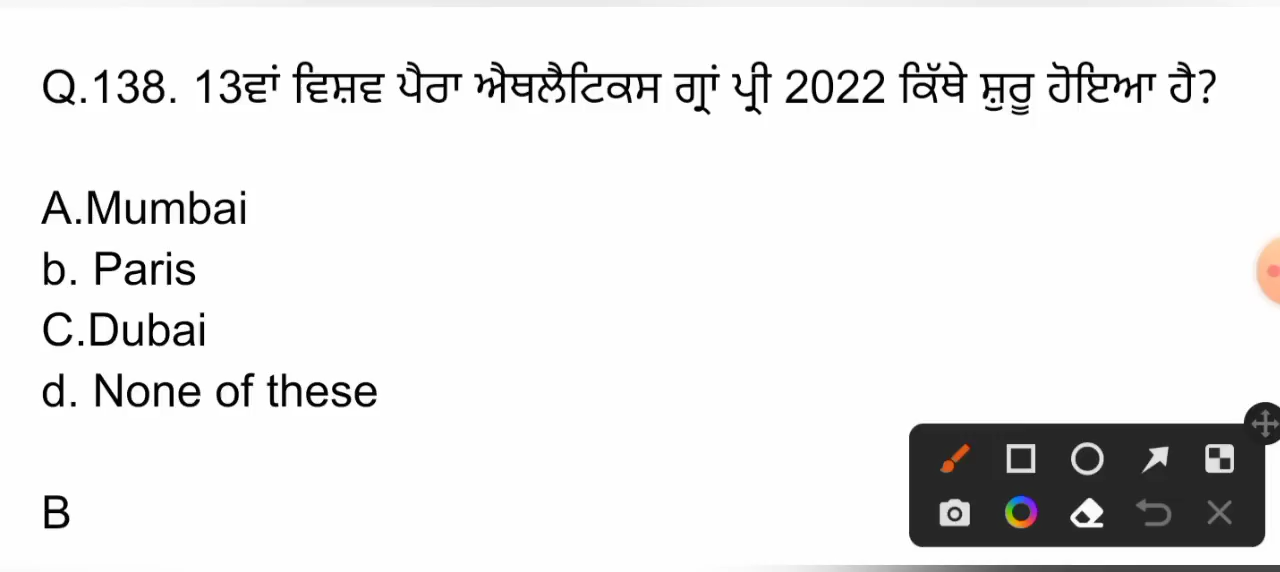 Q.138. 13ਵਾਂ ਵਿਸ਼ਵ ਪੈਰਾ ਐਥਲੈਟਿਕਸ ਗ੍ਰਾਂ ਪ੍ਰੀ 2022 ਕਿੱਥੇ ਸ਼ੁਰੂ ਹੋਇਆ ਹੈ?
A.Mumbai
b. Paris
C.Dubai
d. None of these
B